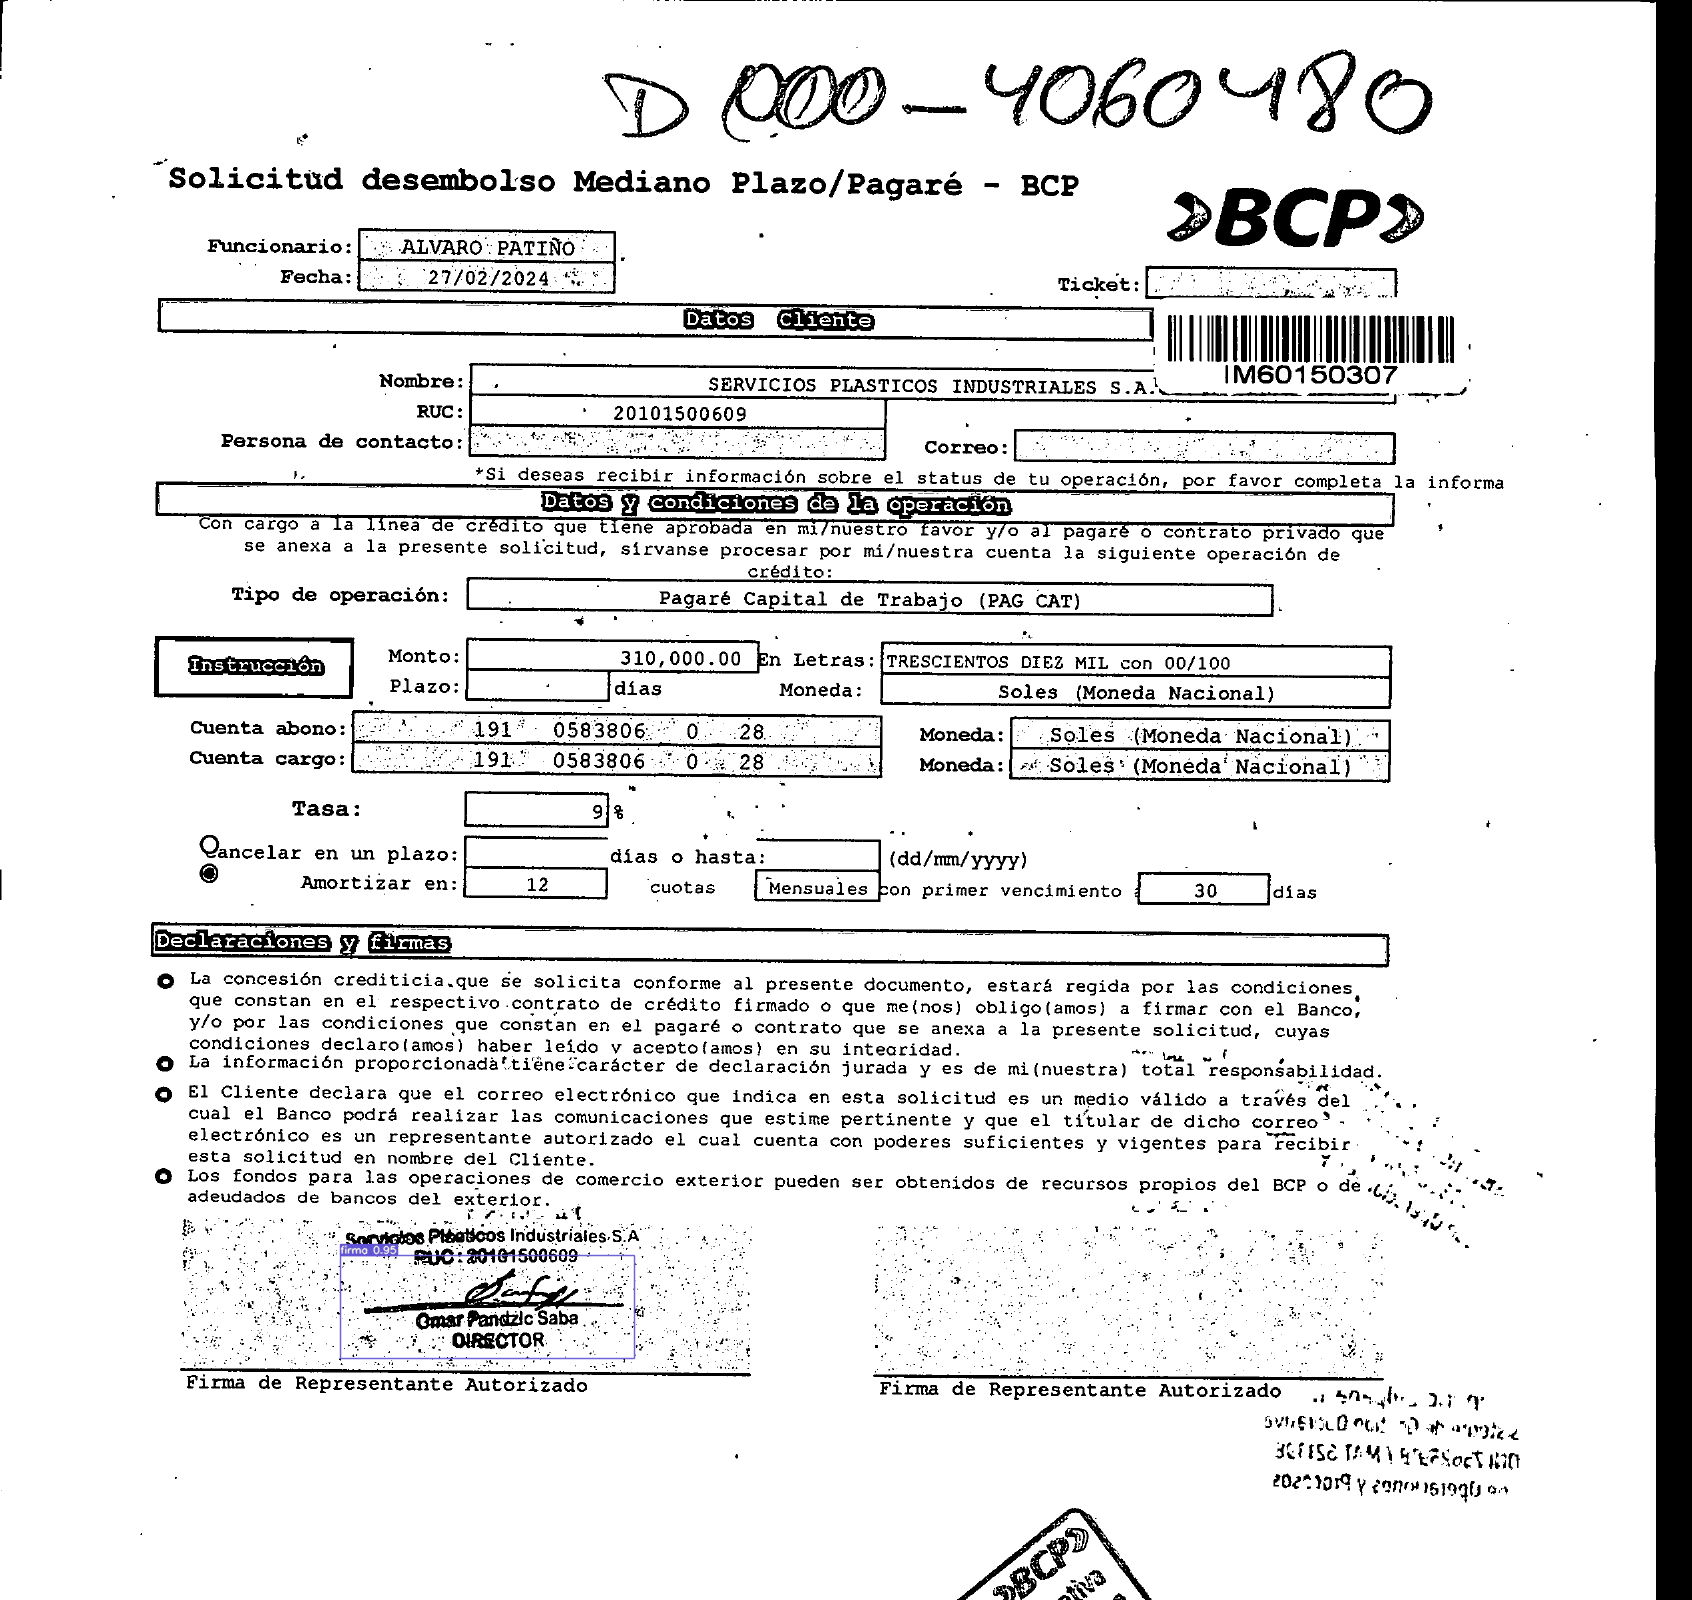 D 000-4060480
Solicitud desembolso Mediano Plazo/Pagaré - BCP
BCP
Funcionario: ALVARO PATIÑO
Fecha: 27/02/2024
Ticket:
Datos Cliente
IM60150307
Nombre: SERVICIOS PLASTICOS INDUSTRIALES S.A.
RUC: 20101500609
Persona de contacto: Correo:
*Si deseas recibir información sobre el status de tu operación, por favor completa la informa
Datos y condiciones de la operación
Con cargo a la línea de crédito que tiene aprobada en mi/nuestro favor y/o al pagaré o contrato privado que
se anexa a la presente solicitud, sírvanse procesar por mi/nuestra cuenta la siguiente operación de
crédito:
Tipo de operación: Pagaré Capital de Trabajo (PAG CAT)
Instrucción
Monto: 310,000.00 En Letras: TRESCIENTOS DIEZ MIL con 00/100
Plazo: días Moneda: Soles (Moneda Nacional)
Cuenta abono: 191 0583806 0 28 Moneda: Soles (Moneda Nacional)
Cuenta cargo: 191 0583806 0 28 Moneda: Soles (Moneda Nacional)
Tasa: 9 %
Cancelar en un plazo: días o hasta: (dd/mm/yyyy)
Amortizar en: 12 cuotas Mensuales con primer vencimiento 30 días
Declaraciones y firmas
La concesión crediticia que se solicita conforme al presente documento, estará regida por las condiciones
que constan en el respectivo contrato de crédito firmado o que me(nos) obligo(amos) a firmar con el Banco,
y/o por las condiciones que constan en el pagaré o contrato que se anexa a la presente solicitud, cuyas
condiciones declaro(amos) haber leído y acepto(amos) en su integridad.
La información proporcionada tiene carácter de declaración jurada y es de mi(nuestra) total responsabilidad.
El Cliente declara que el correo electrónico que indica en esta solicitud es un medio válido a través del
cual el Banco podrá realizar las comunicaciones que estime pertinente y que el titular de dicho correo
electrónico es un representante autorizado el cual cuenta con poderes suficientes y vigentes para recibir
esta solicitud en nombre del Cliente.
Los fondos para las operaciones de comercio exterior pueden ser obtenidos de recursos propios del BCP o de
adeudados de bancos del exterior.
Servicios Plásticos Industriales S.A
firma 0.95
RUC: 20101500609
Omar Pandzic Saba
DIRECTOR
Firma de Representante Autorizado
Firma de Representante Autorizado
BCP